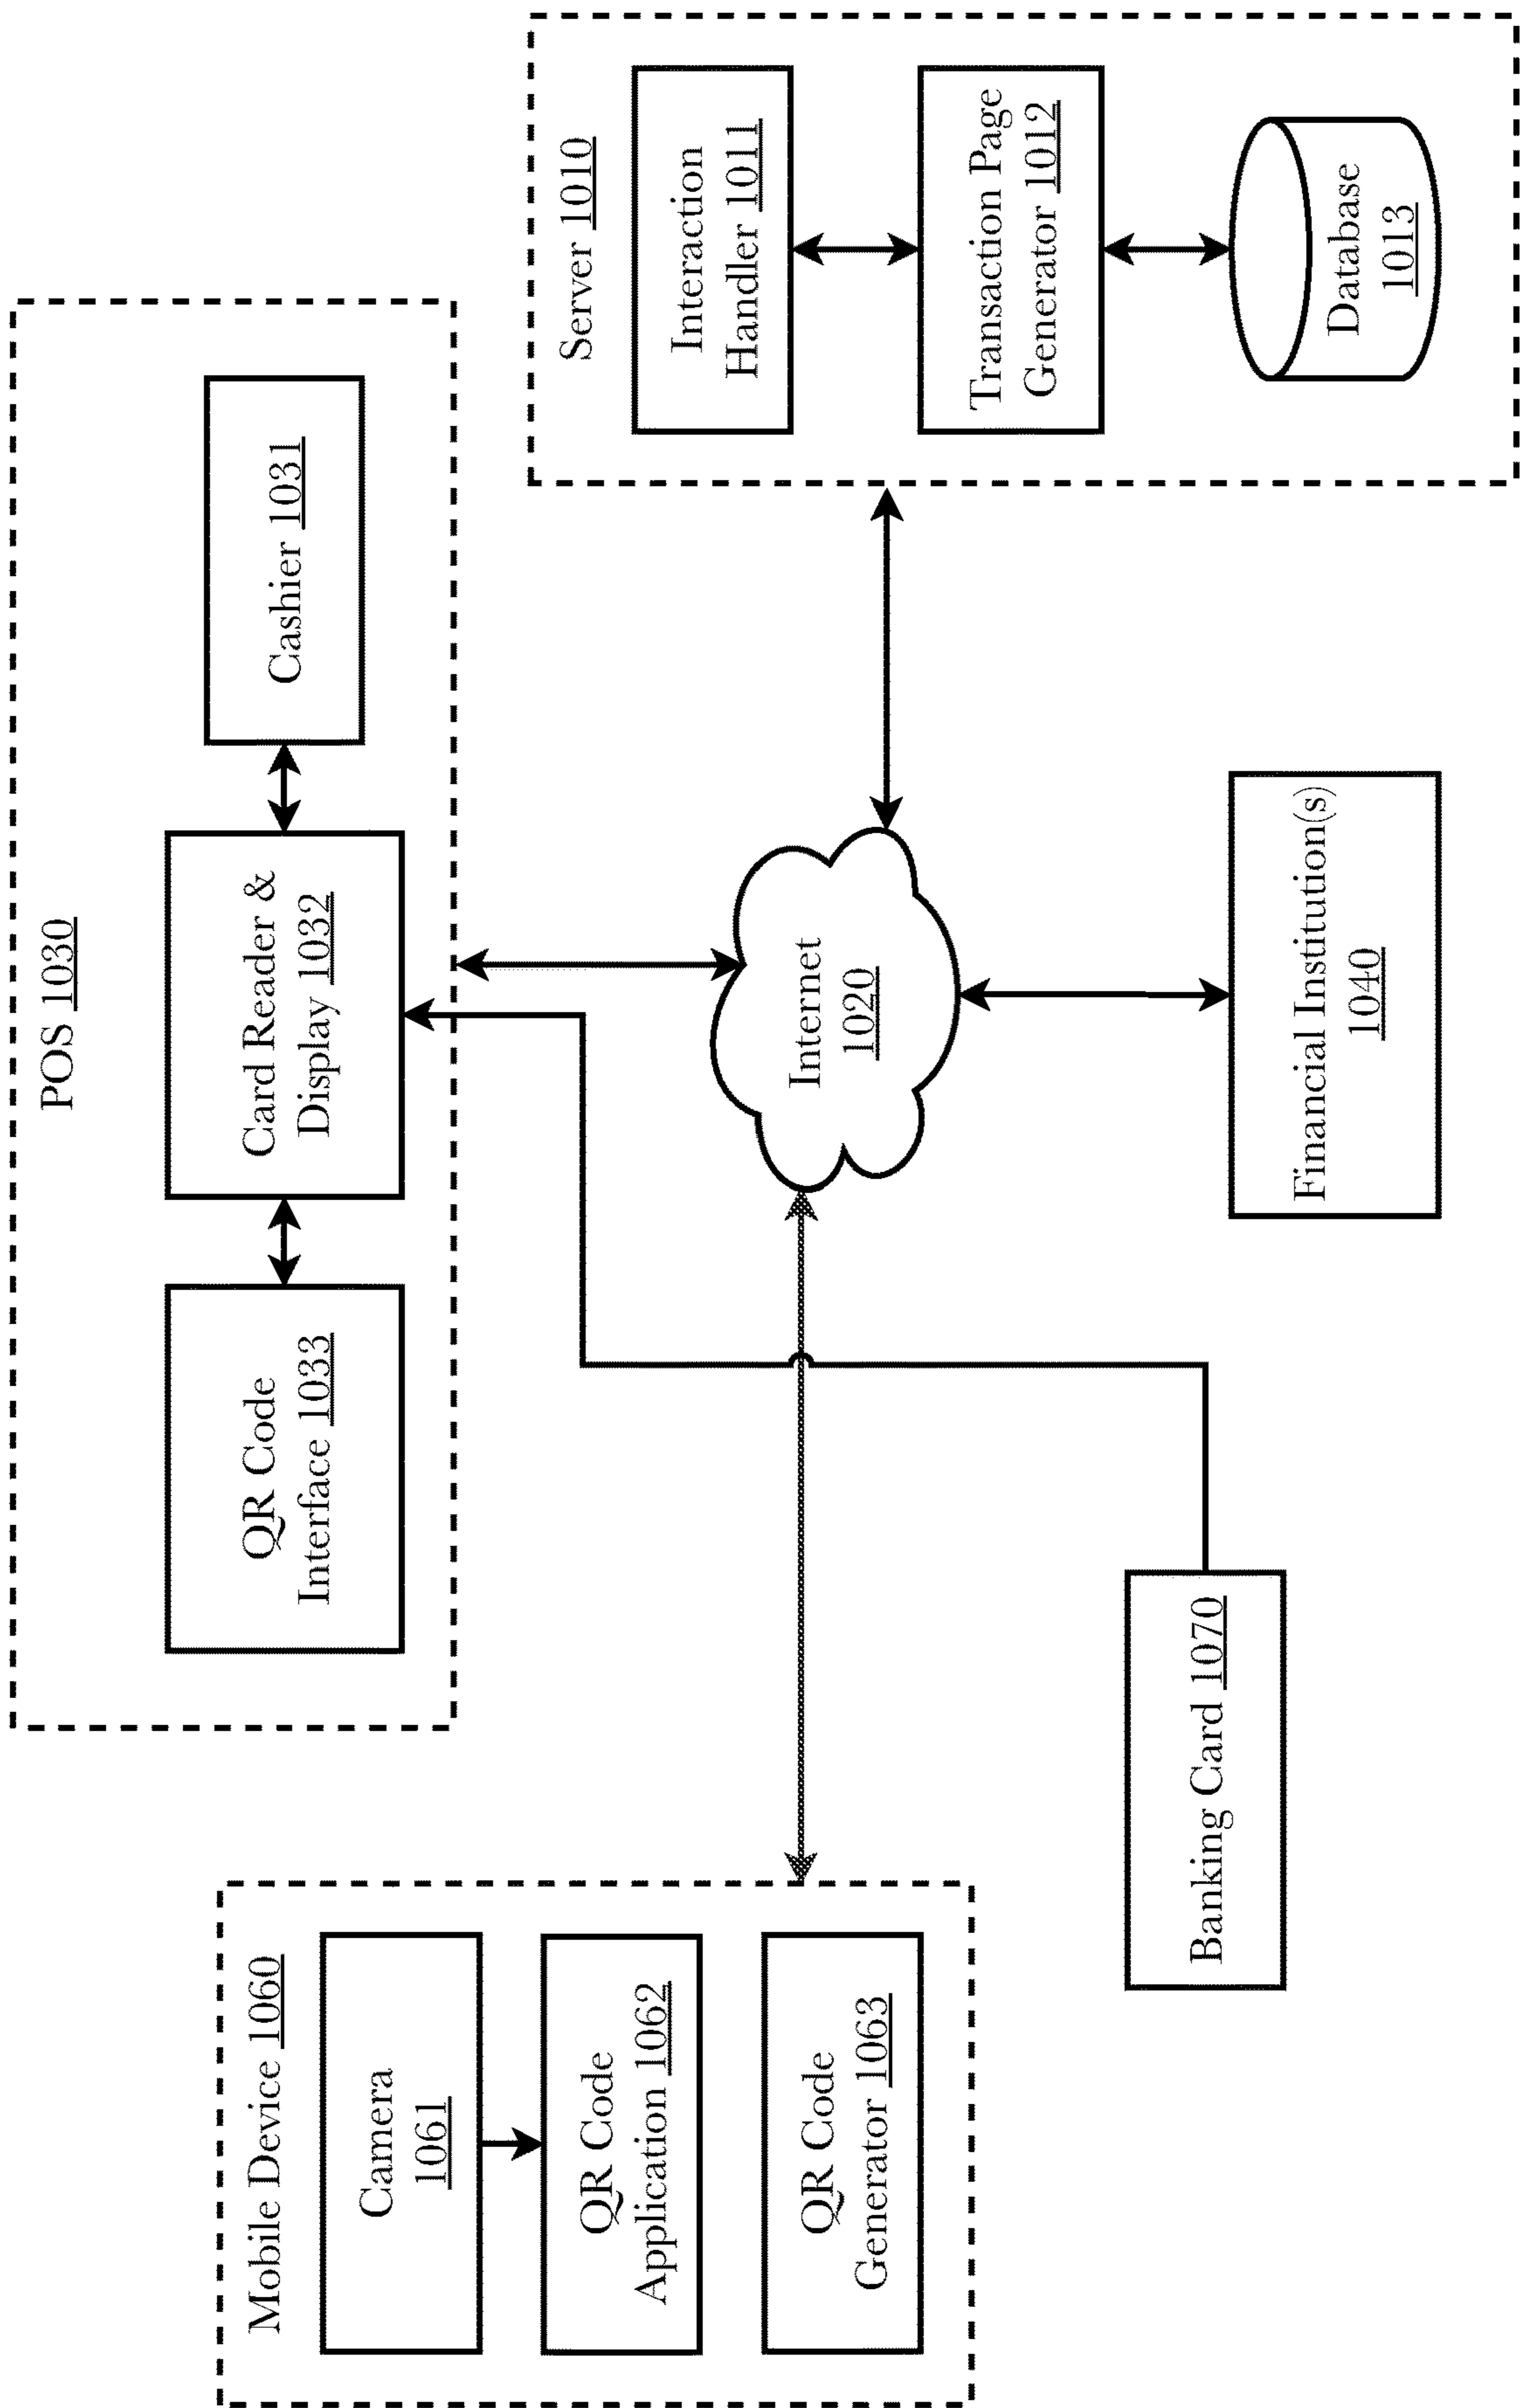 POS 1030
QR Code
Interface 1033
Card Reader &
Display 1032
Cashier 1031
Mobile Device 1060
Camera
1061
QR Code
Application 1062
QR Code
Generator 1063
Internet
1020
Server 1010
Interaction
Handler 1011
Transaction Page
Generator 1012
Database
1013
Banking Card 1070
Financial Institution(s)
1040